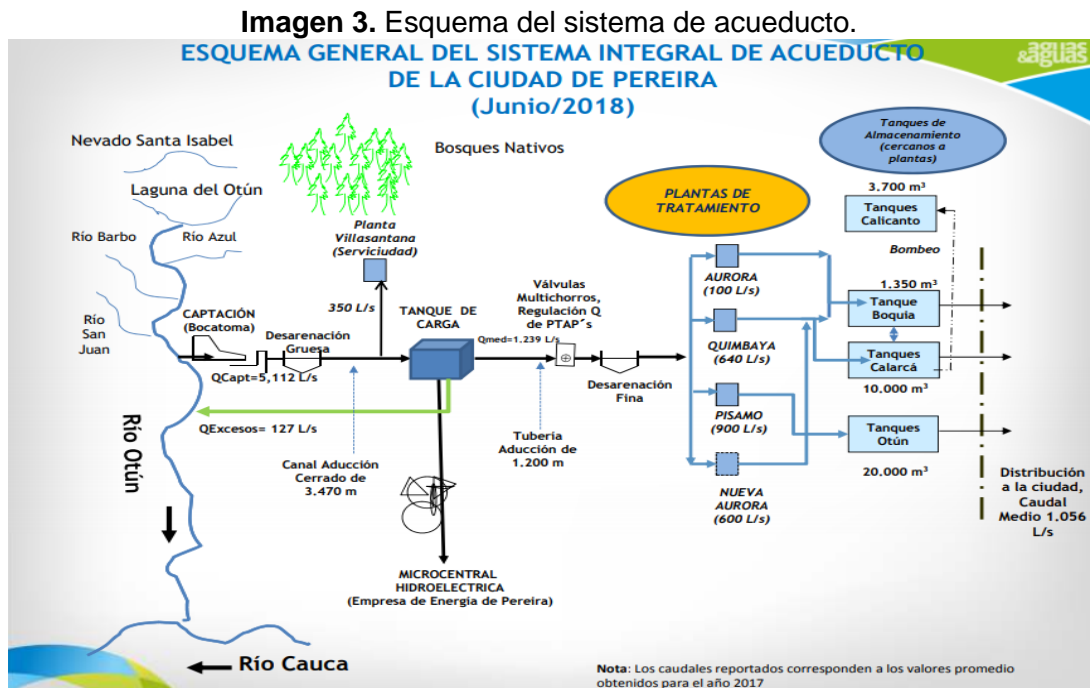 Imagen 3. Esquema del sistema de acueducto.
ESQUEMA GENERAL DEL SISTEMA INTEGRAL DE ACUEDUCTO
DE LA CIUDAD DE PEREIRA
(Junio/2018)
aguas
&aguas
Nevado Santa Isabel
Laguna del Otún
Río Barbo
Río Azul
Río
San
Juan
Río Otún
Río Cauca
Bosques Nativos
Planta
Villasantana
(Serviciudad)
350 L/s
CAPTACIÓN
(Bocatoma)
Desarenación
Gruesa
QCapt=5,112 L/s
QExcesos= 127 L/s
Canal Aducción
Cerrado de
3.470 m
TANQUE DE
CARGA
MICROCENTRAL
HIDROELECTRICA
(Empresa de Energía de Pereira)
Qmed=1.239 L/s
Tubería
Aducción de
1.200 m
Válvulas
Multichorros,
Regulación Q
de PTAP´s
Desarenación
Fina
PLANTAS DE
TRATAMIENTO
AURORA
(100 L/s)
QUIMBAYA
(640 L/s)
PISAMO
(900 L/s)
NUEVA
AURORA
(600 L/s)
Tanques de
Almacenamiento
(cercanos a
plantas)
3.700 m³
Tanques
Calicanto
Bombeo
1.350 m³
Tanque
Boquia
Tanques
Calarcá
10.000 m³
Tanques
Otún
20.000 m³
Distribución
a la ciudad,
Caudal
Medio 1.056
L/s
Nota: Los caudales reportados corresponden a los valores promedio
obtenidos para el año 2017